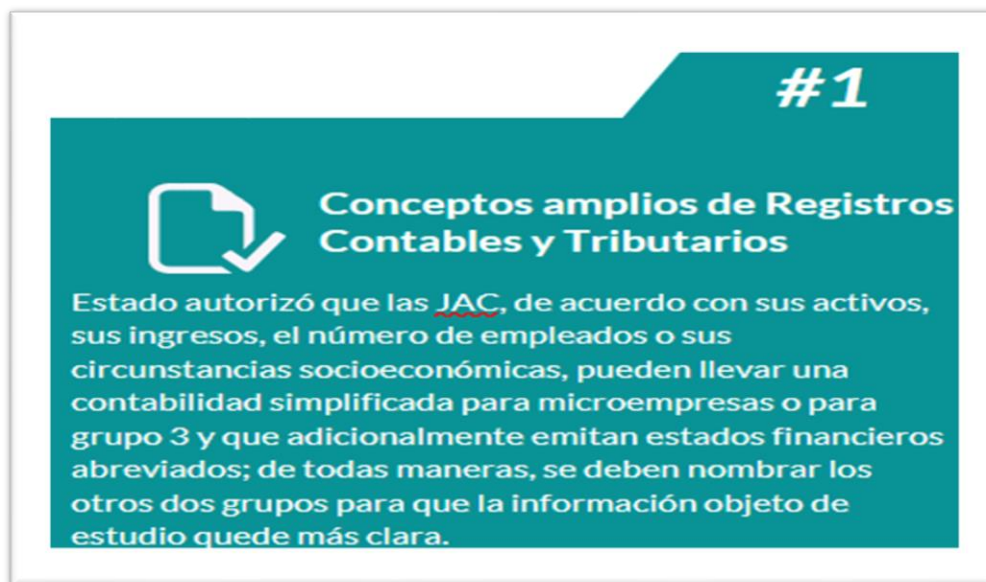 #1
Conceptos amplios de Registros
Contables y Tributarios
Estado autorizó que las JAC, de acuerdo con sus activos,
sus ingresos, el número de empleados o sus
circunstancias socioeconómicas, pueden llevar una
contabilidad simplificada para microempresas o para
grupo 3 y que adicionalmente emitan estados financieros
abreviados; de todas maneras, se deben nombrar los
otros dos grupos para que la información objeto de
estudio quede más clara.